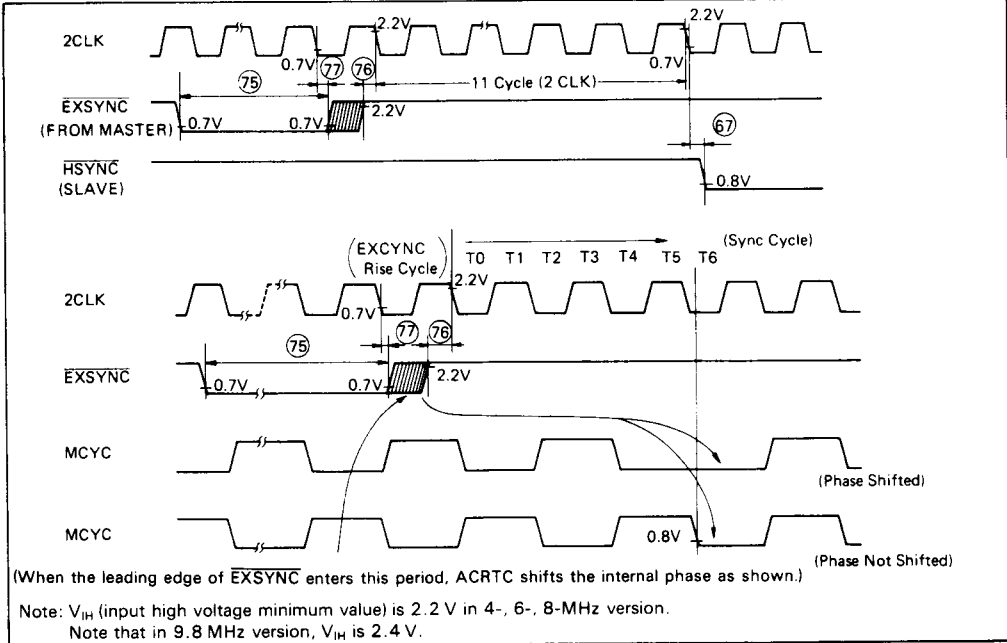 2.2V
2.2V
2CLK
0.7V
77
76
0.7V
75
11 Cycle (2 CLK)
EXSYNC
(FROM MASTER)
0.7V
0.7V
2.2V
67
HSYNC
(SLAVE)
0.8V
(EXCYNC
Rise Cycle)
T0 T1 T2 T3 T4 T5 T6
(Sync Cycle)
2.2V
2CLK
0.7V
77
76
75
EXSYNC
0.7V
0.7V
2.2V
MCYC
(Phase Shifted)
MCYC
0.8V
(Phase Not Shifted)
(When the leading edge of EXSYNC enters this period, ACRTC shifts the internal phase as shown.)
Note: VIH (input high voltage minimum value) is 2.2 V in 4-, 6-, 8-MHz version.
Note that in 9.8 MHz version, VIH is 2.4 V.